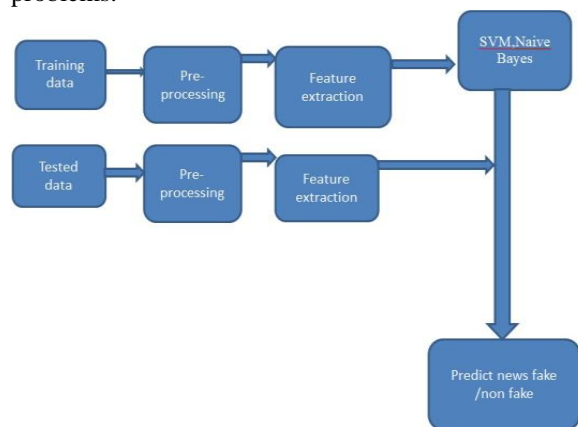 problems.
Training
data
Pre-
processing
Feature
extraction
SVM,Naive
Bayes
Tested
data
Pre-
processing
Feature
extraction
Predict news fake
/non fake